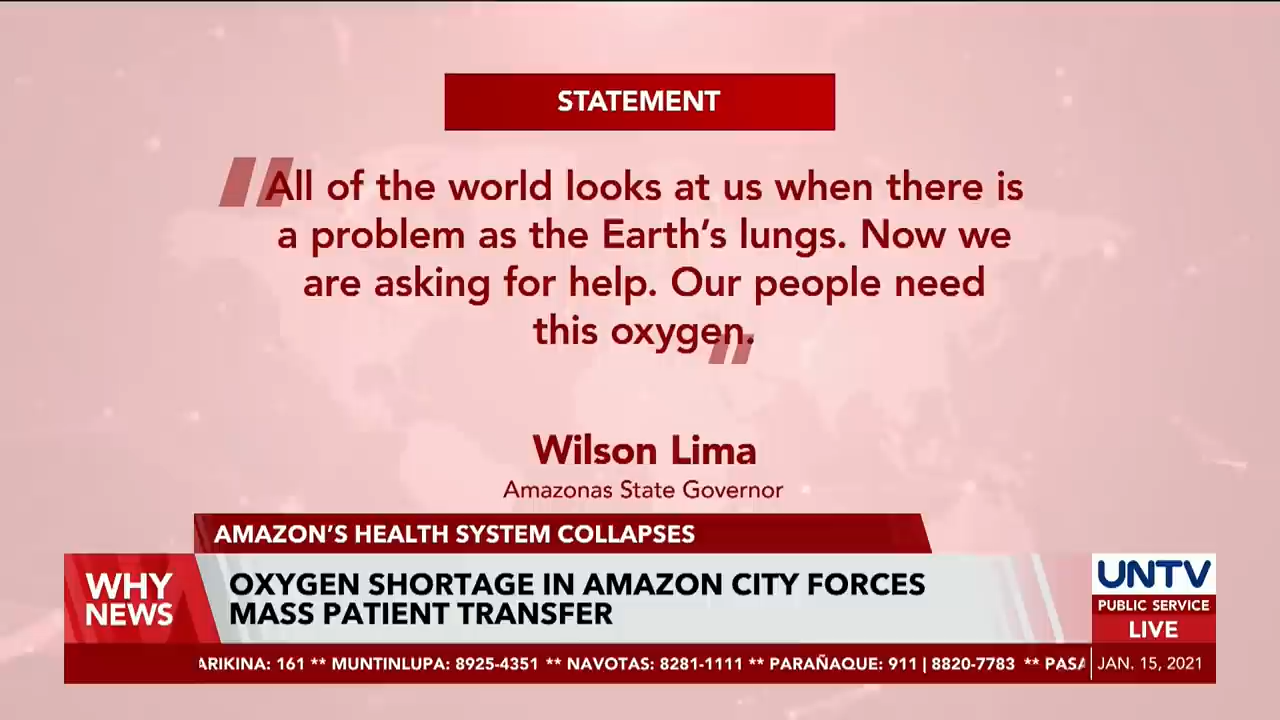 STATEMENT
"All of the world looks at us when there is
a problem as the Earth's lungs. Now we
are asking for help. Our people need
this oxygen."
Wilson Lima
Amazonas State Governor
AMAZON'S HEALTH SYSTEM COLLAPSES
WHY
NEWS
OXYGEN SHORTAGE IN AMAZON CITY FORCES
MASS PATIENT TRANSFER
UNTV
PUBLIC SERVICE
LIVE
ARIKINA: 161 ** MUNTINLUPA: 8925-4351 ** NAVOTAS: 8281-1111 ** PARAÑAQUE: 911 | 8820-7783 ** PASA
JAN. 15, 2021